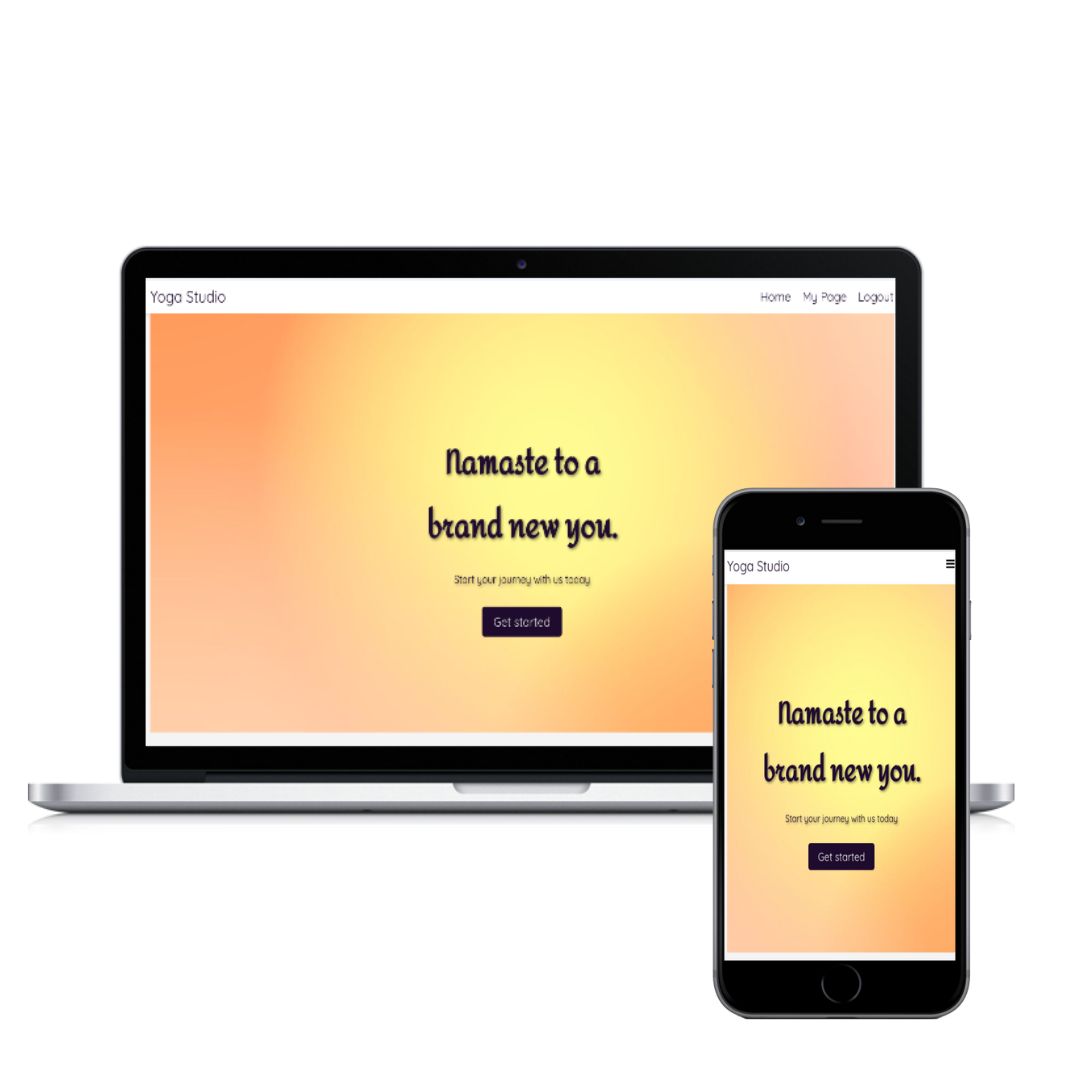 Yoga Studio
Home My Page Logout
Namaste to a
brand new you.
Start your journey with us today
Get started
Yoga Studio
Namaste to a
brand new you.
Start your journey with us today
Get started